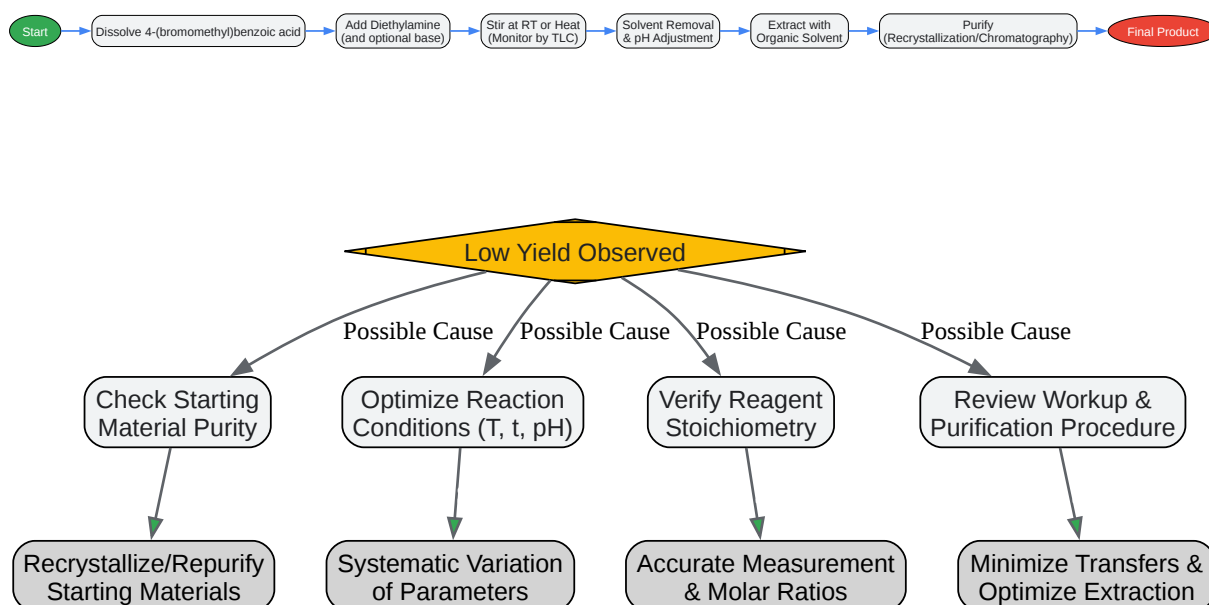 Start
Dissolve 4-(bromomethyl)benzoic acid
Add Diethylamine
(and optional base)
Stir at RT or Heat
(Monitor by TLC)
Solvent Removal
& pH Adjustment
Extract with
Organic Solvent
Purify
(Recrystallization/Chromatography)
Final Product
Low Yield Observed
Possible Cause
Possible Cause
Possible Cause
Possible Cause
Check Starting
Material Purity
Optimize Reaction
Conditions (T, t, pH)
Verify Reagent
Stoichiometry
Review Workup &
Purification Procedure
Recrystallize/Repurify
Starting Materials
Systematic Variation
of Parameters
Accurate Measurement
& Molar Ratios
Minimize Transfers &
Optimize Extraction